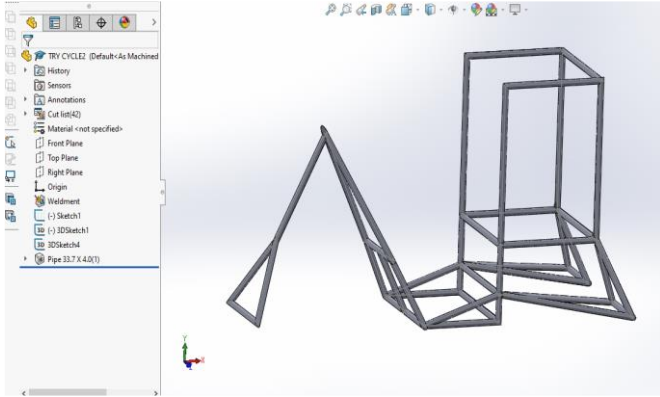 TRY CYCLE2 (Default<As Machined
History
Sensors
Annotations
Cut list(42)
Material <not specified>
Front Plane
Top Plane
Right Plane
Origin
Weldment
(-) Sketch1
(-) 3DSketch1
3DSketch4
Pipe 33.7 X 4.0(1)